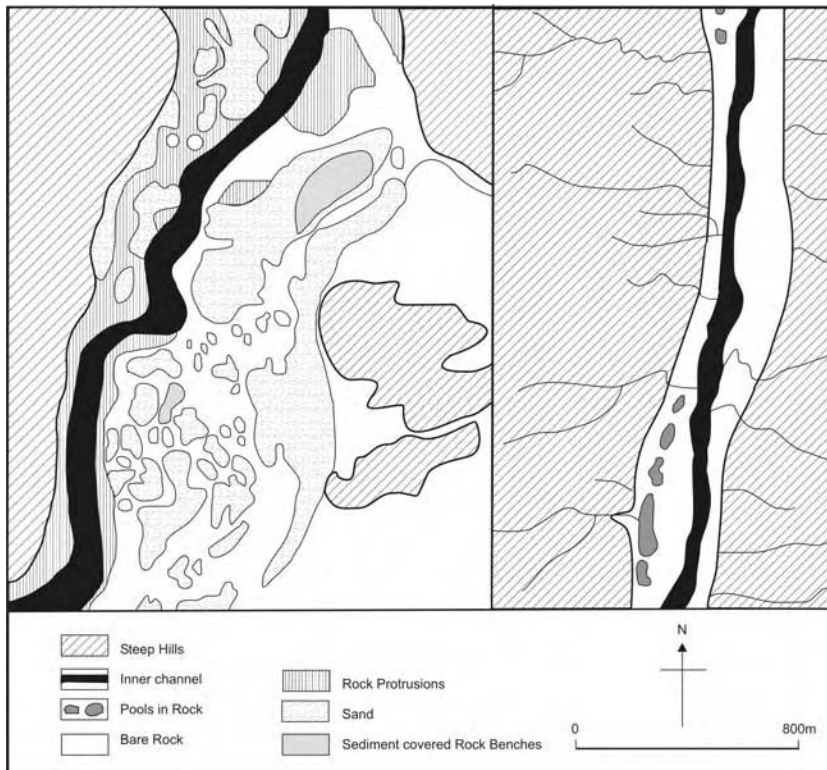 Steep Hills
Inner channel
Pools in Rock
Bare Rock
Rock Protrusions
Sand
Sediment covered Rock Benches
N
0 800m